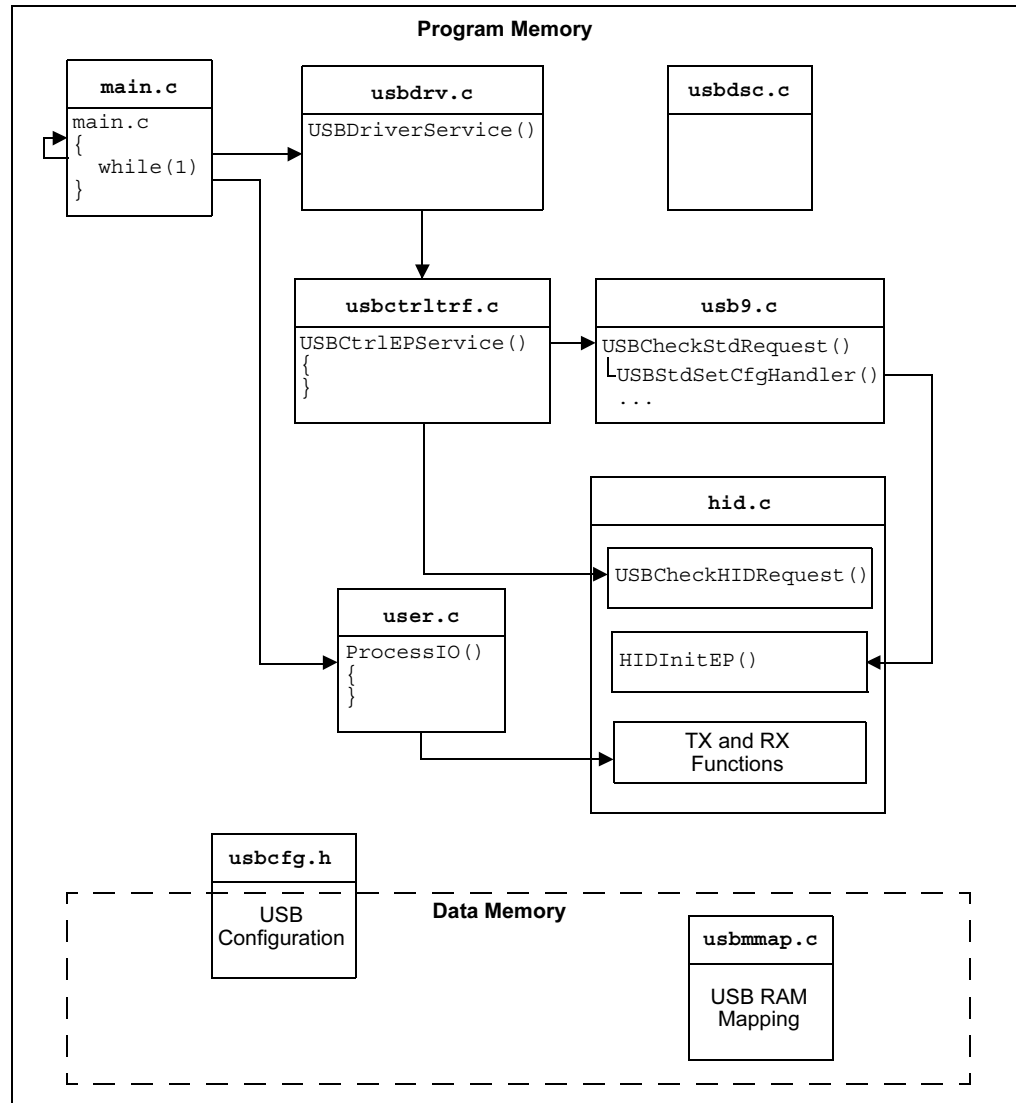 Program Memory
main.c
main.c
{
while(1)
}
usbdrv.c
USBDriverService()
usbdsc.c
usbctrltrf.c
USBCtrlEPService()
{
}
usb9.c
USBCheckStdRequest()
USBStdSetCfgHandler()
...
hid.c
USBCheckHIDRequest()
HIDInitEP()
TX and RX
Functions
user.c
ProcessIO()
{
}
usbcfg.h
USB
Configuration
Data Memory
usbmmap.c
USB RAM
Mapping